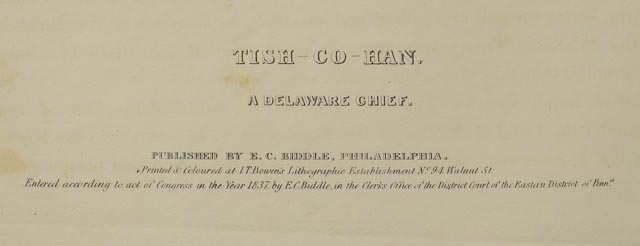 TISH-CO-HAN.
A DELAWARE CHIEF.
PUBLISHED BY E. C. BIDDLE, PHILADELPHIA.
Printed & Coloured at I.T. Bowen's Lithographic Establishment No. 94 Walnut St.
Entered according to act of Congress in the Year 1837, by E.C. Biddle, in the Clerks Office of the District Court of the Eastern District of Penna.